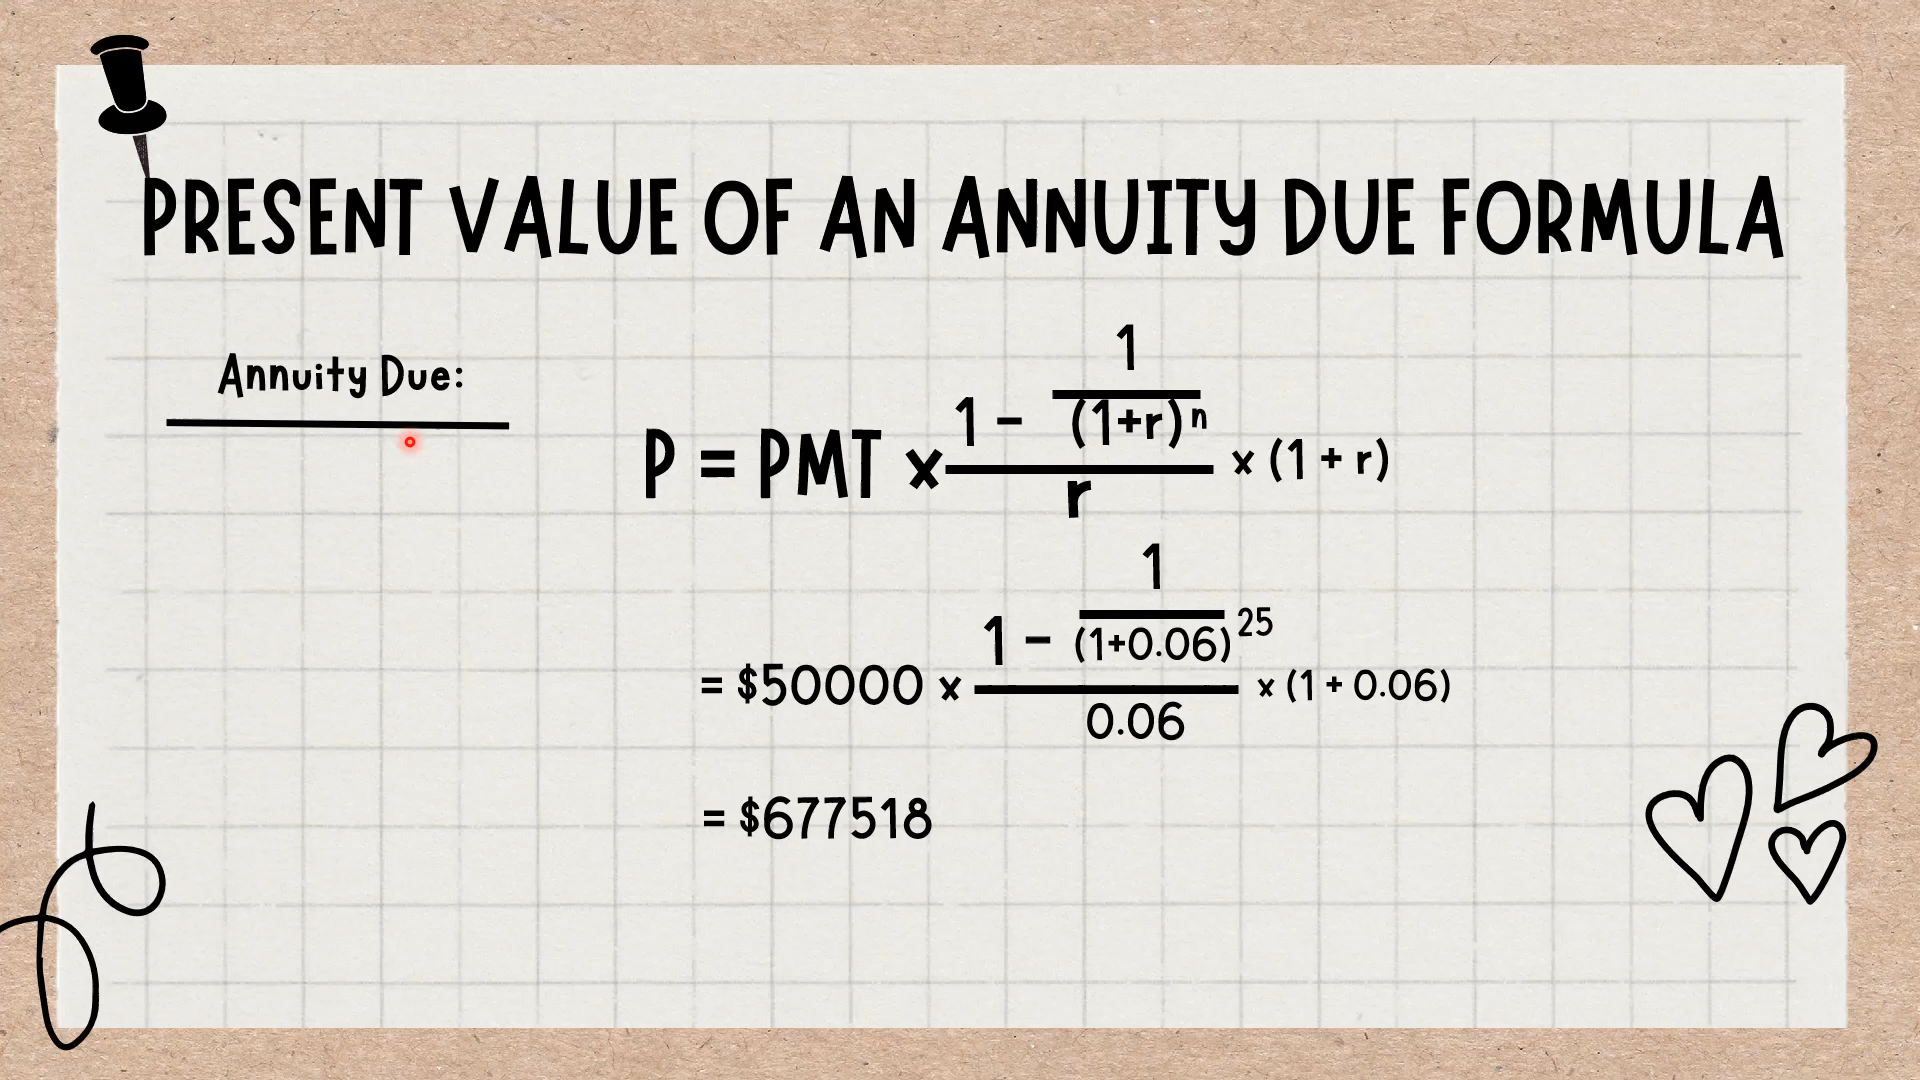 PRESENT VALUE OF AN ANNUITY DUE FORMULA
Annuity Due:
P = PMT × (1 - 1/(1+r)ⁿ)/r × (1 + r)
= $50000 × (1 - 1/(1+0.06)²⁵)/0.06 × (1 + 0.06)
= $677518